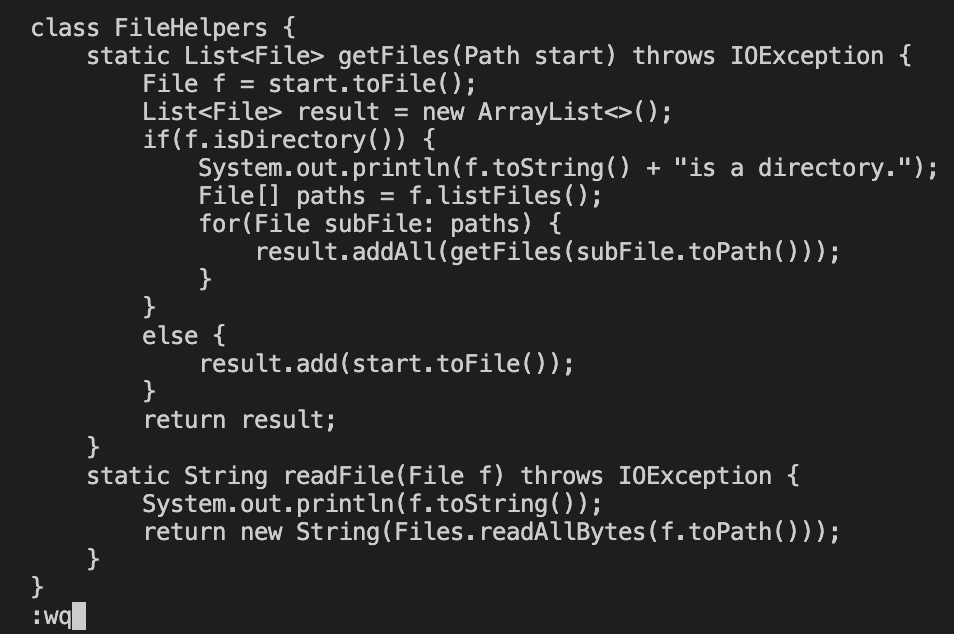 class FileHelpers {
    static List<File> getFiles(Path start) throws IOException {
        File f = start.toFile();
        List<File> result = new ArrayList<>();
        if(f.isDirectory()) {
            System.out.println(f.toString() + "is a directory.");
            File[] paths = f.listFiles();
            for(File subFile: paths) {
                result.addAll(getFiles(subFile.toPath()));
            }
        }
        else {
            result.add(start.toFile());
        }
        return result;
    }
    static String readFile(File f) throws IOException {
        System.out.println(f.toString());
        return new String(Files.readAllBytes(f.toPath()));
    }
}
:wq